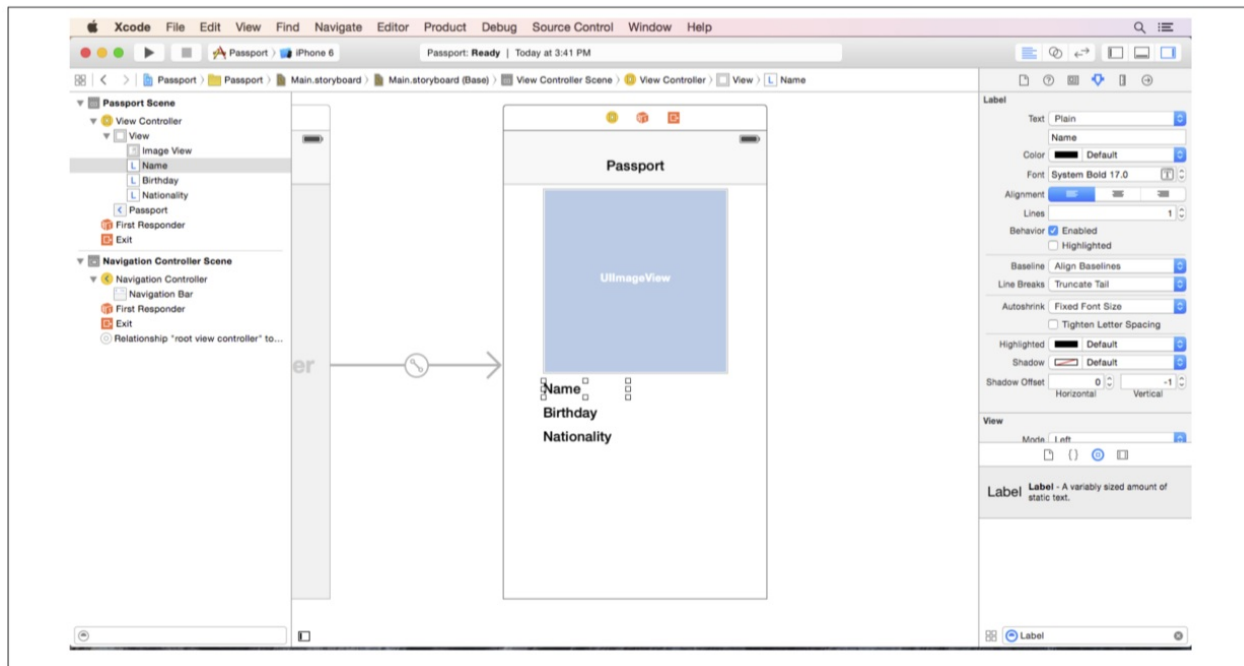 Xcode File Edit View Find Navigate Editor Product Debug Source Control Window Help
Passport iPhone 6
Passport: Ready | Today at 3:41 PM
Passport Passport Main.storyboard Main.storyboard (Base) View Controller Scene View Controller View L Name
Passport Scene
View Controller
View
Image View
L Name
L Birthday
L Nationality
Passport
First Responder
Exit
Navigation Controller Scene
Navigation Controller
Navigation Bar
First Responder
Exit
Relationship "root view controller" to...
er
Passport
UIImageView
Name
Birthday
Nationality
Label
Text Plain
Name
Color Default
Font System Bold 17.0
Alignment
Lines 1
Behavior Enabled
Highlighted
Baseline Align Baselines
Line Breaks Truncate Tail
Autoshrink Fixed Font Size
Tighten Letter Spacing
Highlighted Default
Shadow Default
Shadow Offset 0 -1
Horizontal Vertical
View
Mode Left
Label Label - A variably sized amount of
static text.
Label